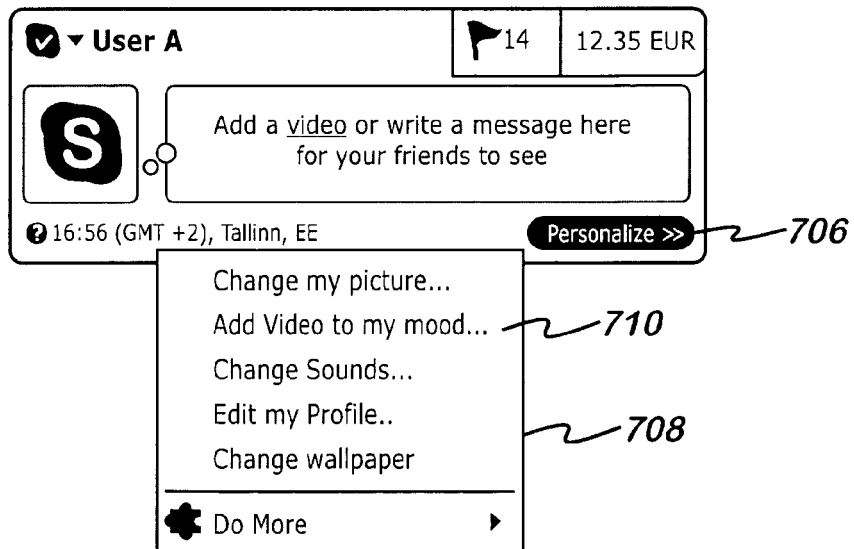 User A
14
12.35 EUR
S
Add a video or write a message here
for your friends to see
16:56 (GMT +2), Tallinn, EE
Personalize >>
706
Change my picture...
Add Video to my mood...
710
Change Sounds...
Edit my Profile..
708
Change wallpaper
Do More